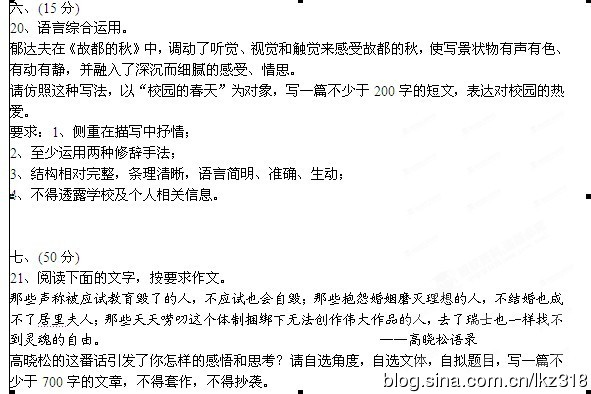 六、(15 分)
20、语言综合运用。
郁达夫在《故都的秋》中，调动了听觉、视觉和触觉来感受故都的秋，使写景状物有声有色、
有动有静，并融入了深沉而细腻的感受、情思。
请仿照这种写法，以“校园的春天”为对象，写一篇不少于 200 字的短文，表达对校园的热
爱。
要求：1、侧重在描写中抒情；
2、至少运用两种修辞手法；
3、结构相对完整，条理清晰，语言简明、准确、生动；
4、不得透露学校及个人相关信息。
七、(50 分)
21、阅读下面的文字，按要求作文。
那些声称被应试教育毁了的人，不应试也会自毁；那些抱怨婚姻磨灭理想的人，不结婚也成
不了居里夫人；那些天天唠叨这个体制捆绑下无法创作伟大作品的人，去了瑞士也一样找不
到灵魂的自由。 ——高晓松语录
高晓松的这番话引发了你怎样的感悟和思考？请自选角度，自选文体，自拟题目，写一篇不
少于 700 字的文章，不得套作，不得抄袭。
blog.sina.com.cn/lkz318